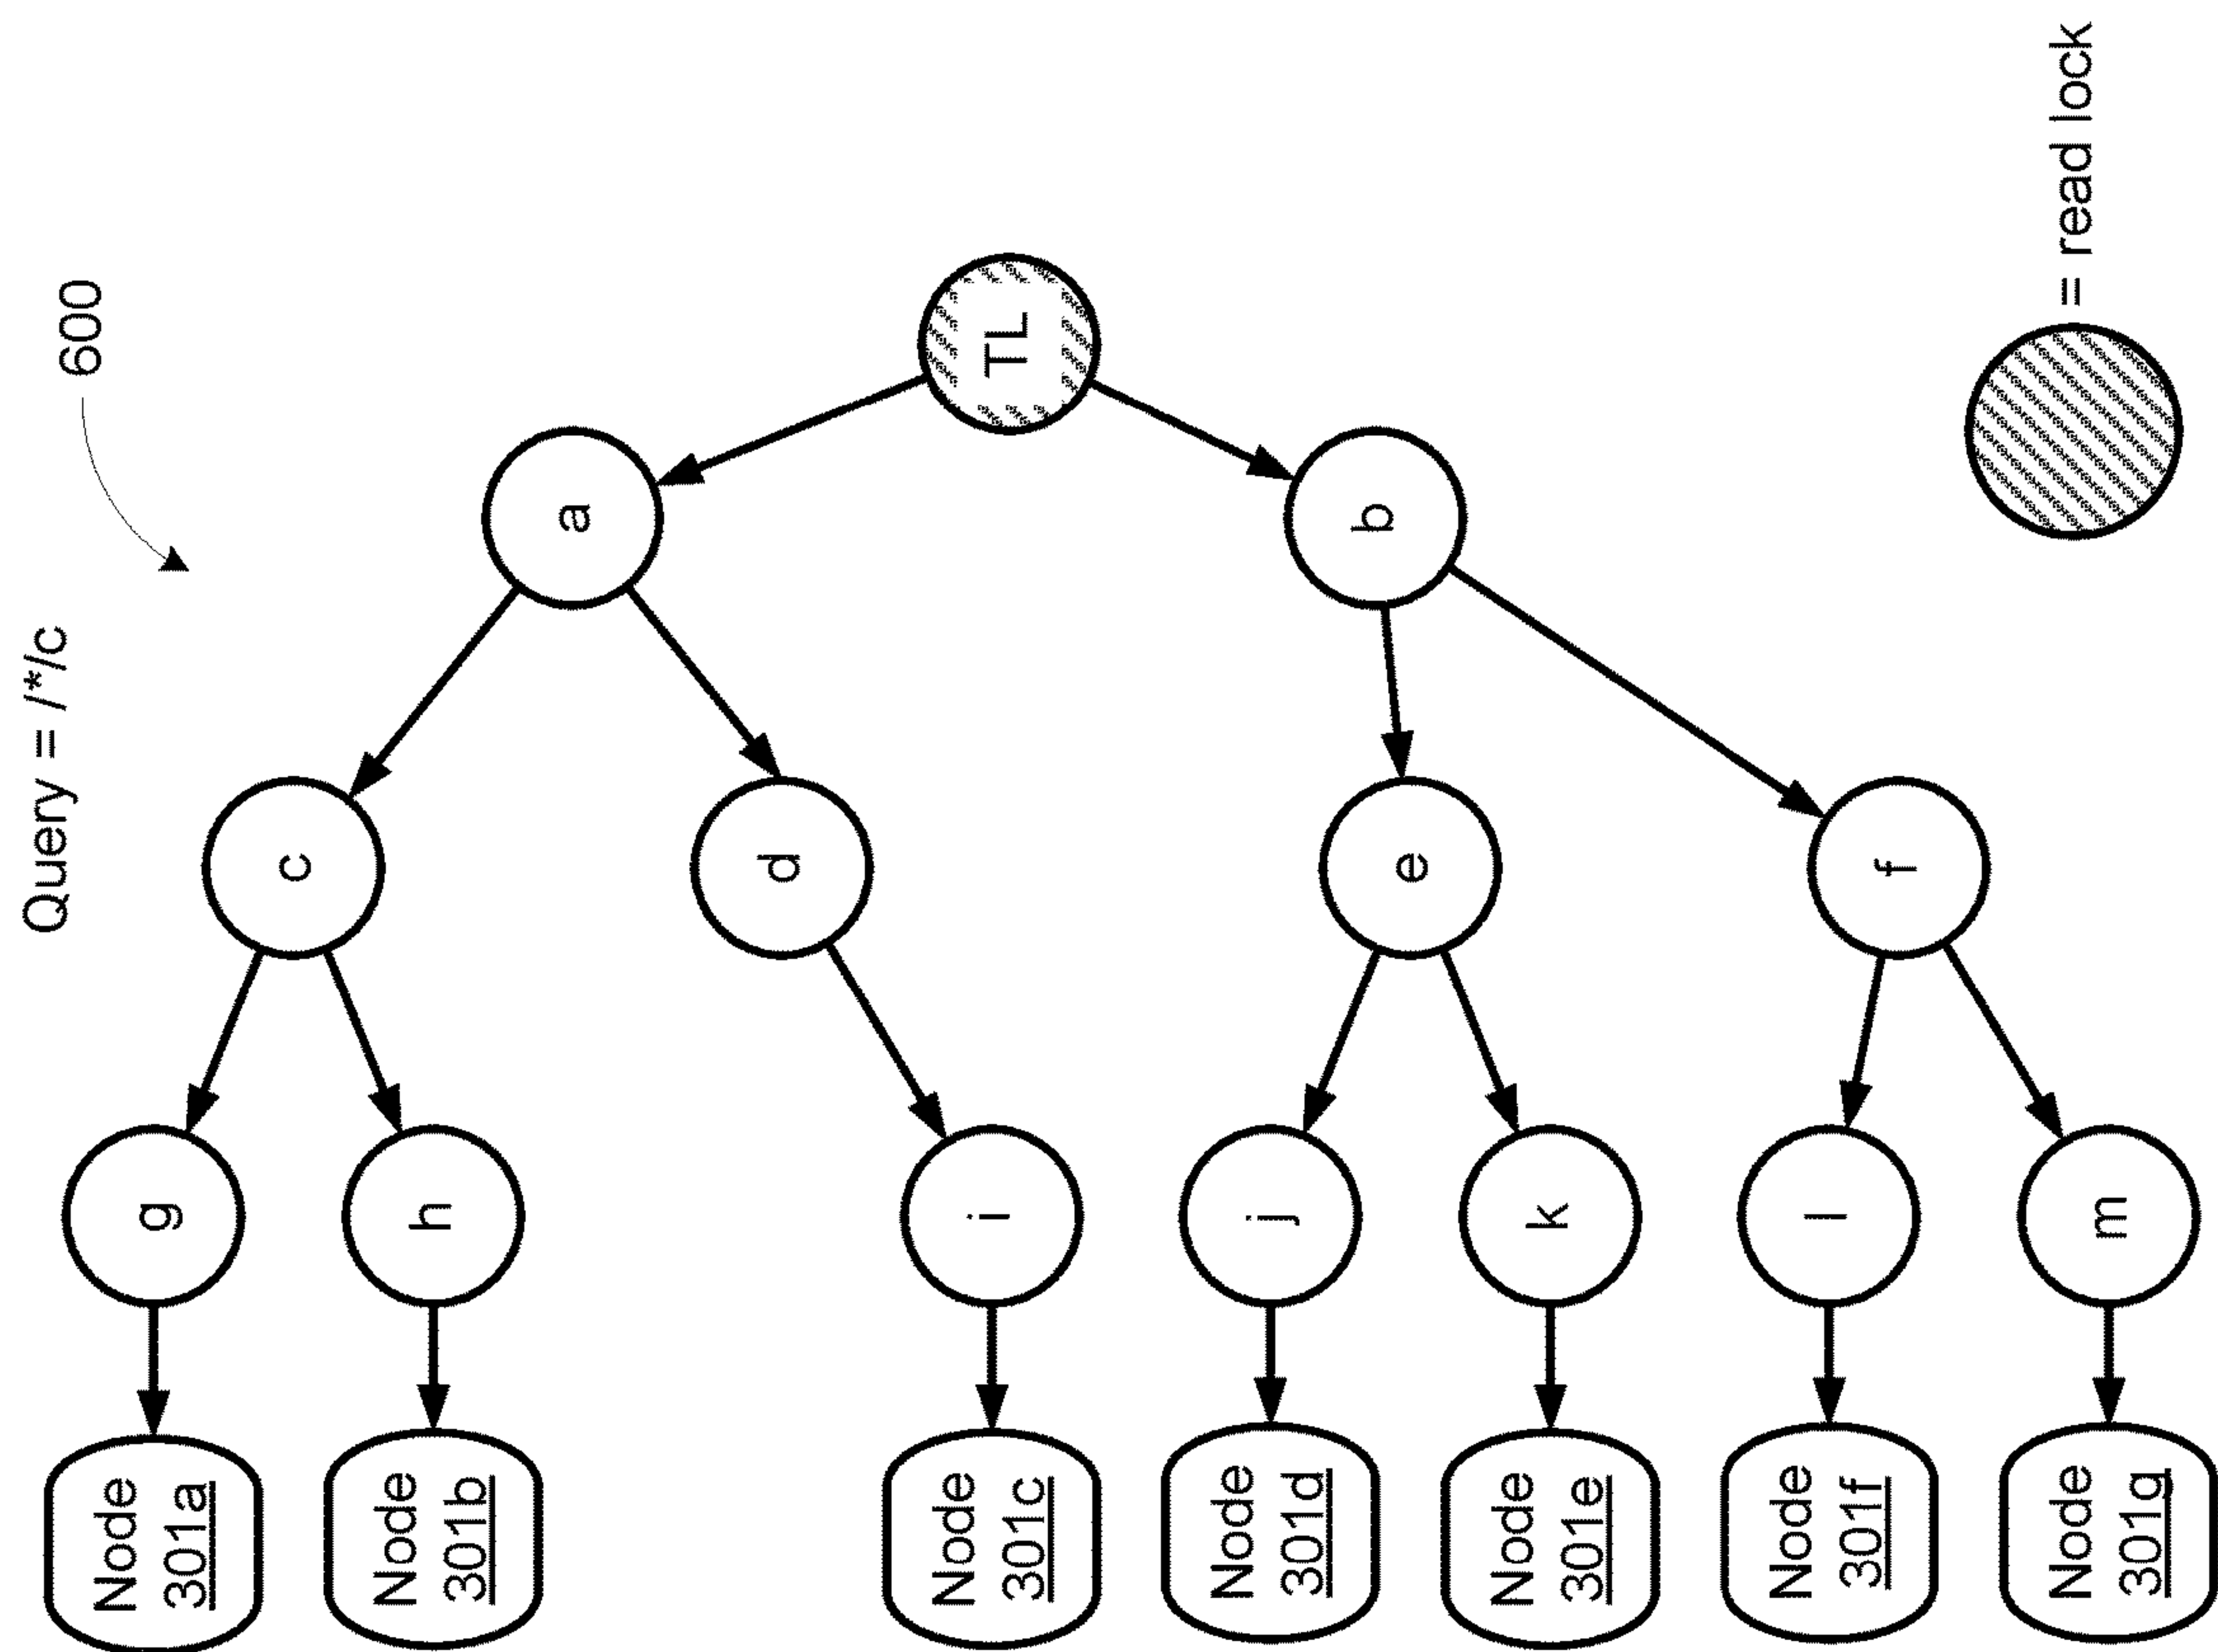 Query = /*/c
600
Node
301a
g
c
Node
301b
h
a
d
Node
301c
i
TL
Node
301d
j
b
e
Node
301e
k
Node
301f
l
f
Node
301g
m
= read lock